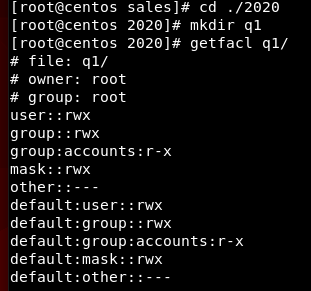 [root@centos sales]# cd ./2020
[root@centos 2020]# mkdir q1
[root@centos 2020]# getfacl q1/
# file: q1/
# owner: root
# group: root
user::rwx
group::rwx
group:accounts:r-x
mask::rwx
other::---
default:user::rwx
default:group::rwx
default:group:accounts:r-x
default:mask::rwx
default:other::---